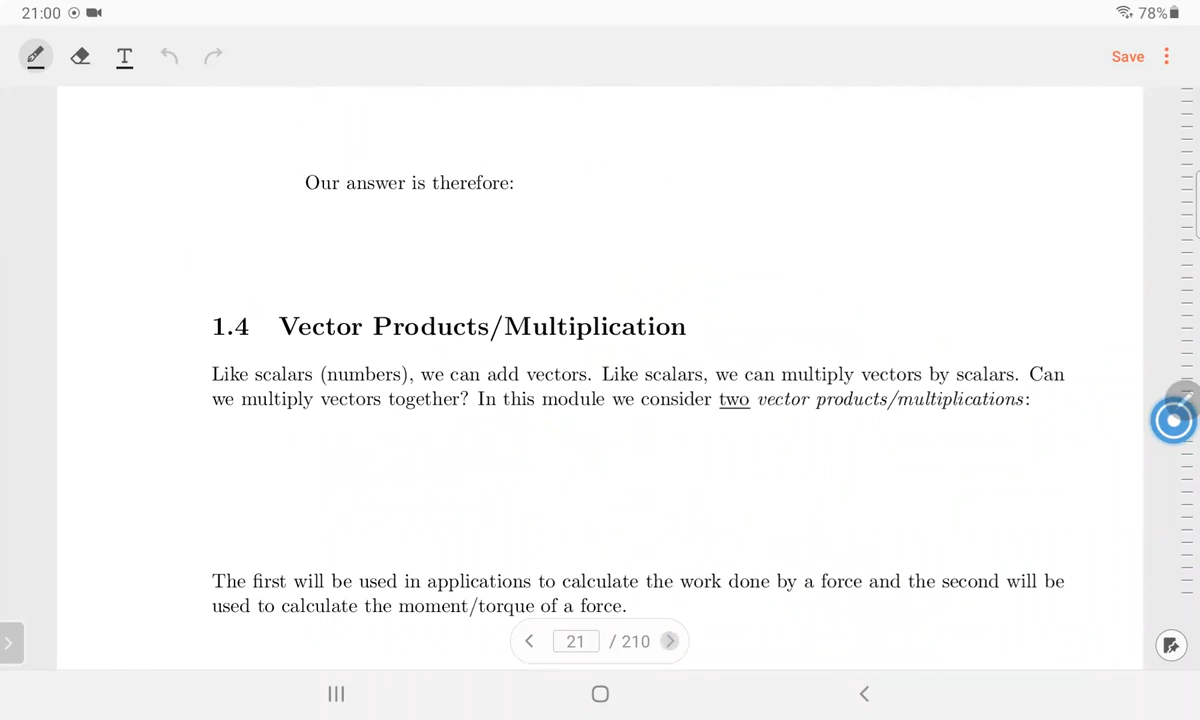 21:00
78%
T
Save
Our answer is therefore:
1.4 Vector Products/Multiplication
Like scalars (numbers), we can add vectors. Like scalars, we can multiply vectors by scalars. Can
we multiply vectors together? In this module we consider two vector products/multiplications:
The first will be used in applications to calculate the work done by a force and the second will be
used to calculate the moment/torque of a force.
21 / 210